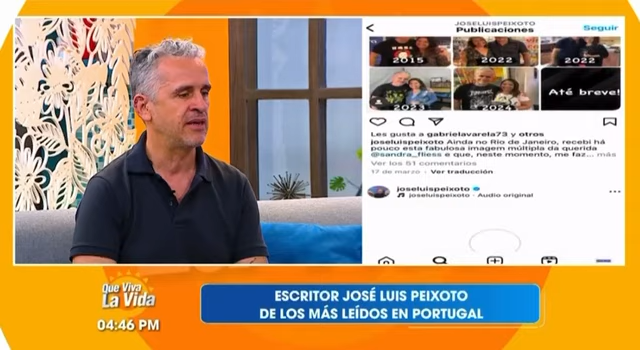 JOSELUISPEIXOTO
Publicaciones
Seguir
2015
2022
2022
2023
2024
Até breve!
Les gusta a gabrielavarela73 y otros
joseluispeixoto Ainda no Rio de Janeiro, recebi há
pouco esta fabulosa imagem múltipla da querida
@sandra_fliess e que, neste momento, me faz... más
Ver los 51 comentarios
17 de marzo • Ver traducción
joseluispeixoto
joseluispeixoto • Audio original
Que Viva
La Vida
04:46 PM
ESCRITOR JOSÉ LUIS PEIXOTO
DE LOS MÁS LEÍDOS EN PORTUGAL